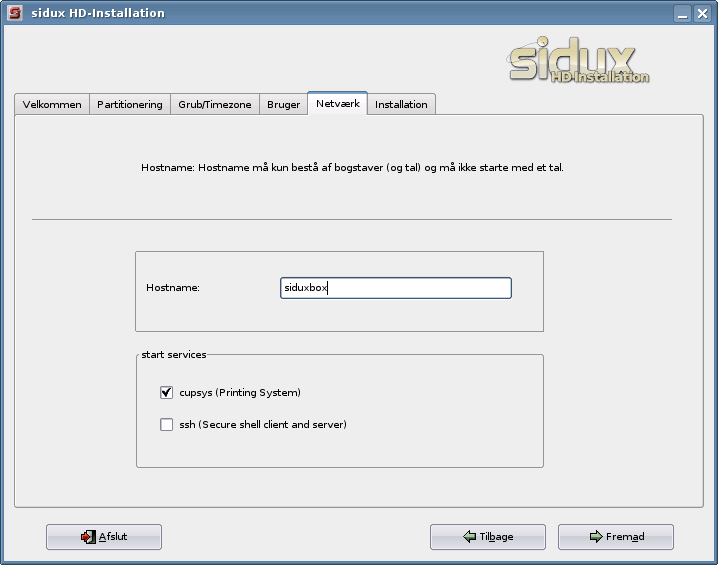 sidux HD-Installation
sidux
HD-Installation
Velkommen Partitionering Grub/Timezone Bruger Netværk Installation
Hostname: Hostname må kun bestå af bogstaver (og tal) og må ikke starte med et tal.
Hostname: siduxbox
start services
cupsys (Printing System)
ssh (Secure shell client and server)
Afslut Tilbage Fremad